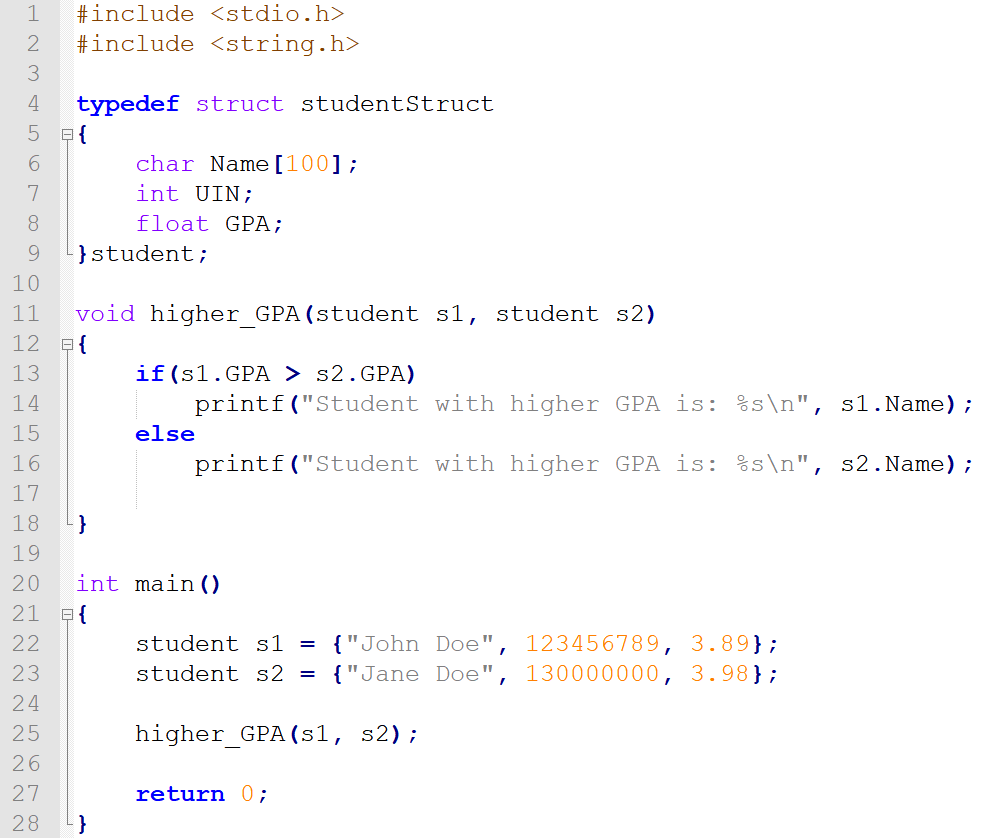 1 #include <stdio.h>
2 #include <string.h>
3
4 typedef struct studentStruct
5 {
6     char Name[100];
7     int UIN;
8     float GPA;
9 }student;
10
11 void higher_GPA(student s1, student s2)
12 {
13     if(s1.GPA > s2.GPA)
14         printf("Student with higher GPA is: %s\n", s1.Name);
15     else
16         printf("Student with higher GPA is: %s\n", s2.Name);
17
18 }
19
20 int main()
21 {
22     student s1 = {"John Doe", 123456789, 3.89};
23     student s2 = {"Jane Doe", 130000000, 3.98};
24
25     higher_GPA(s1, s2);
26
27     return 0;
28 }